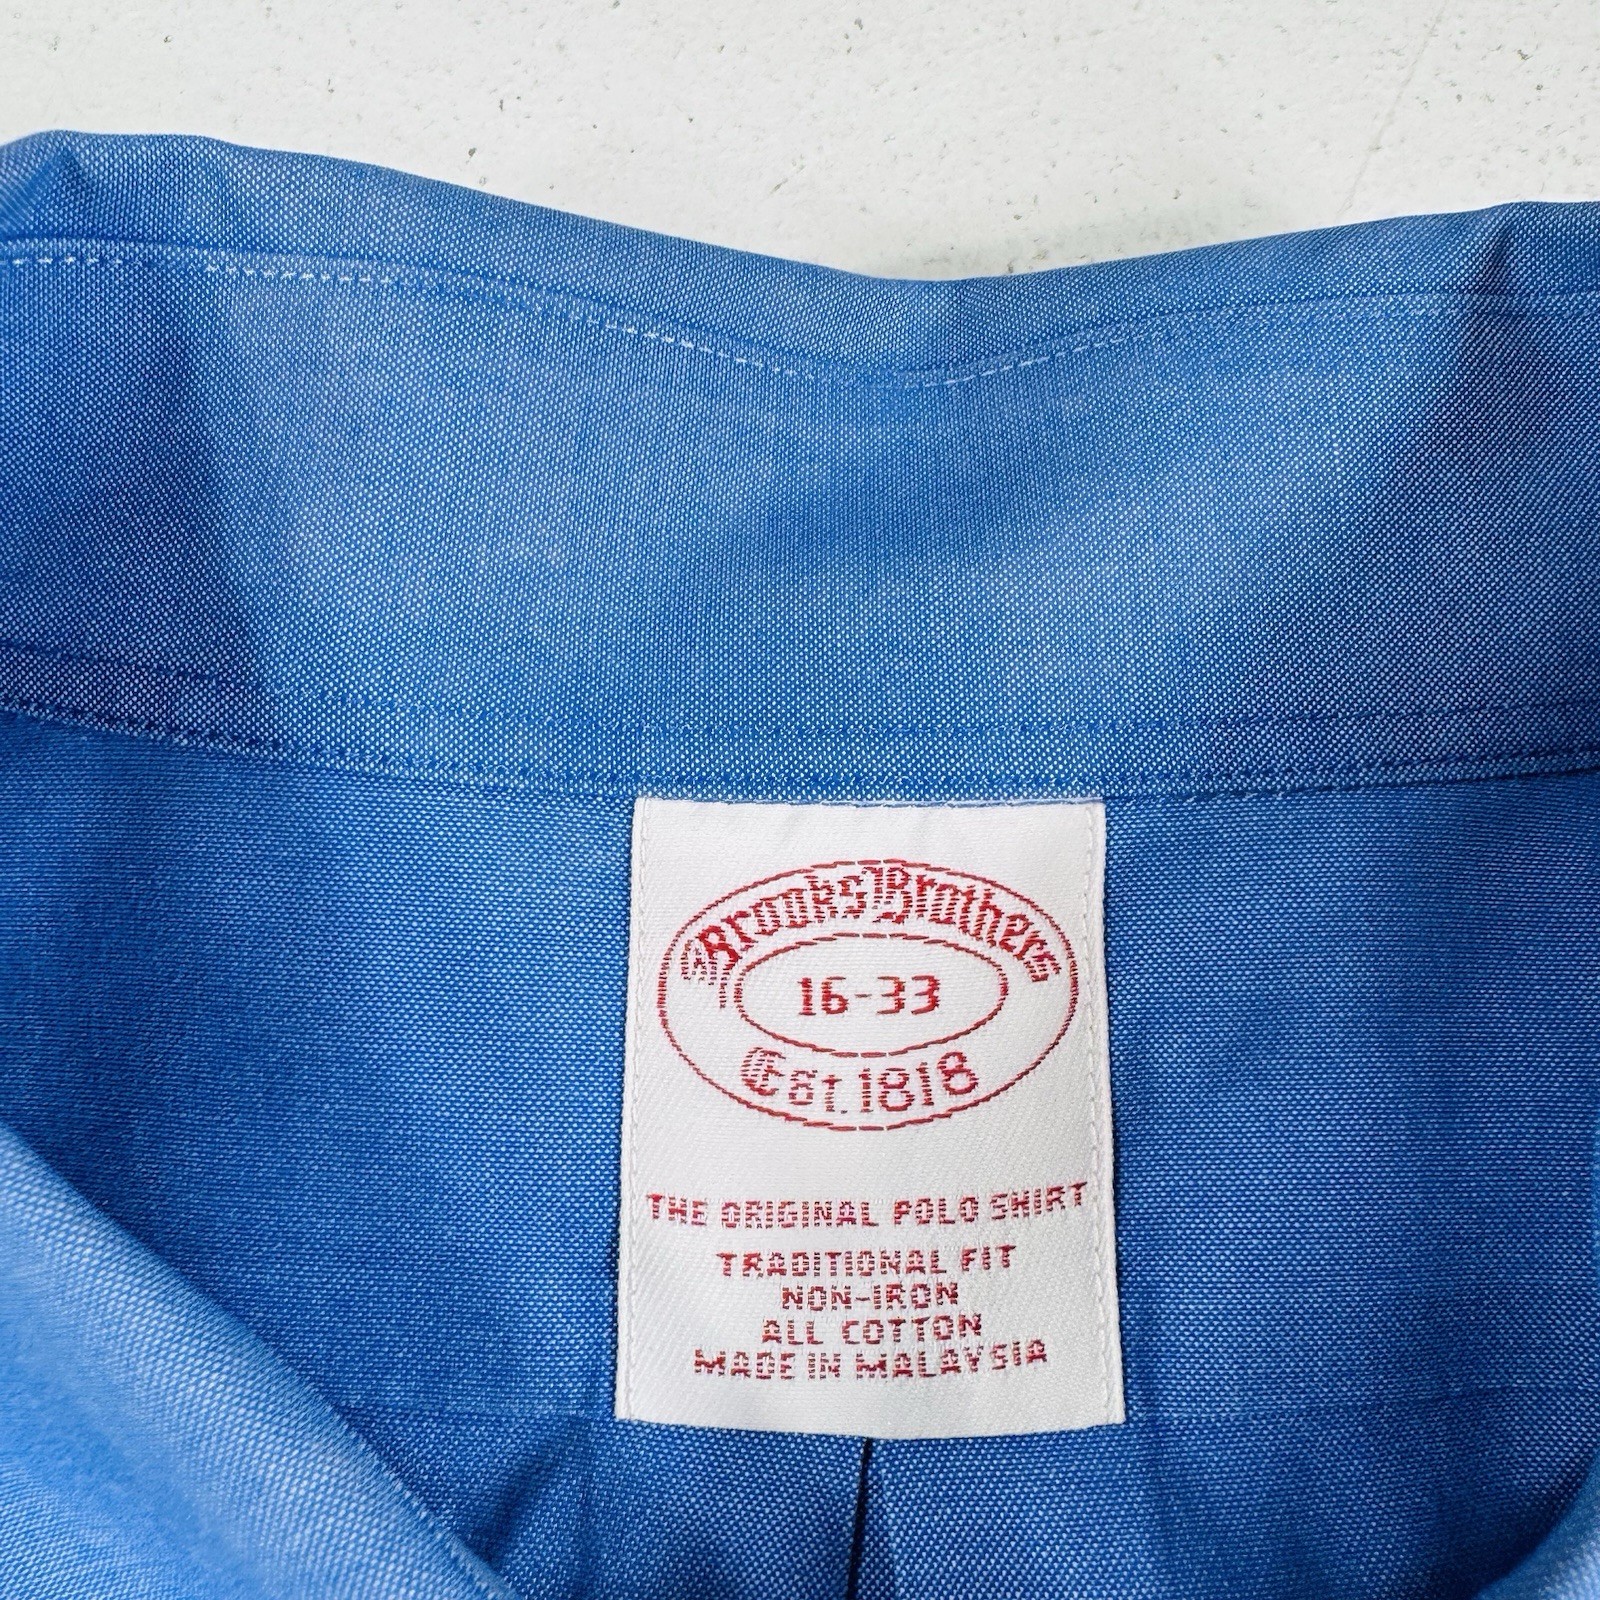 Brooks Brothers
16-33
Est. 1818
THE ORIGINAL POLO SHIRT
TRADITIONAL FIT
NON-IRON
ALL COTTON
MADE IN MALAYSIA